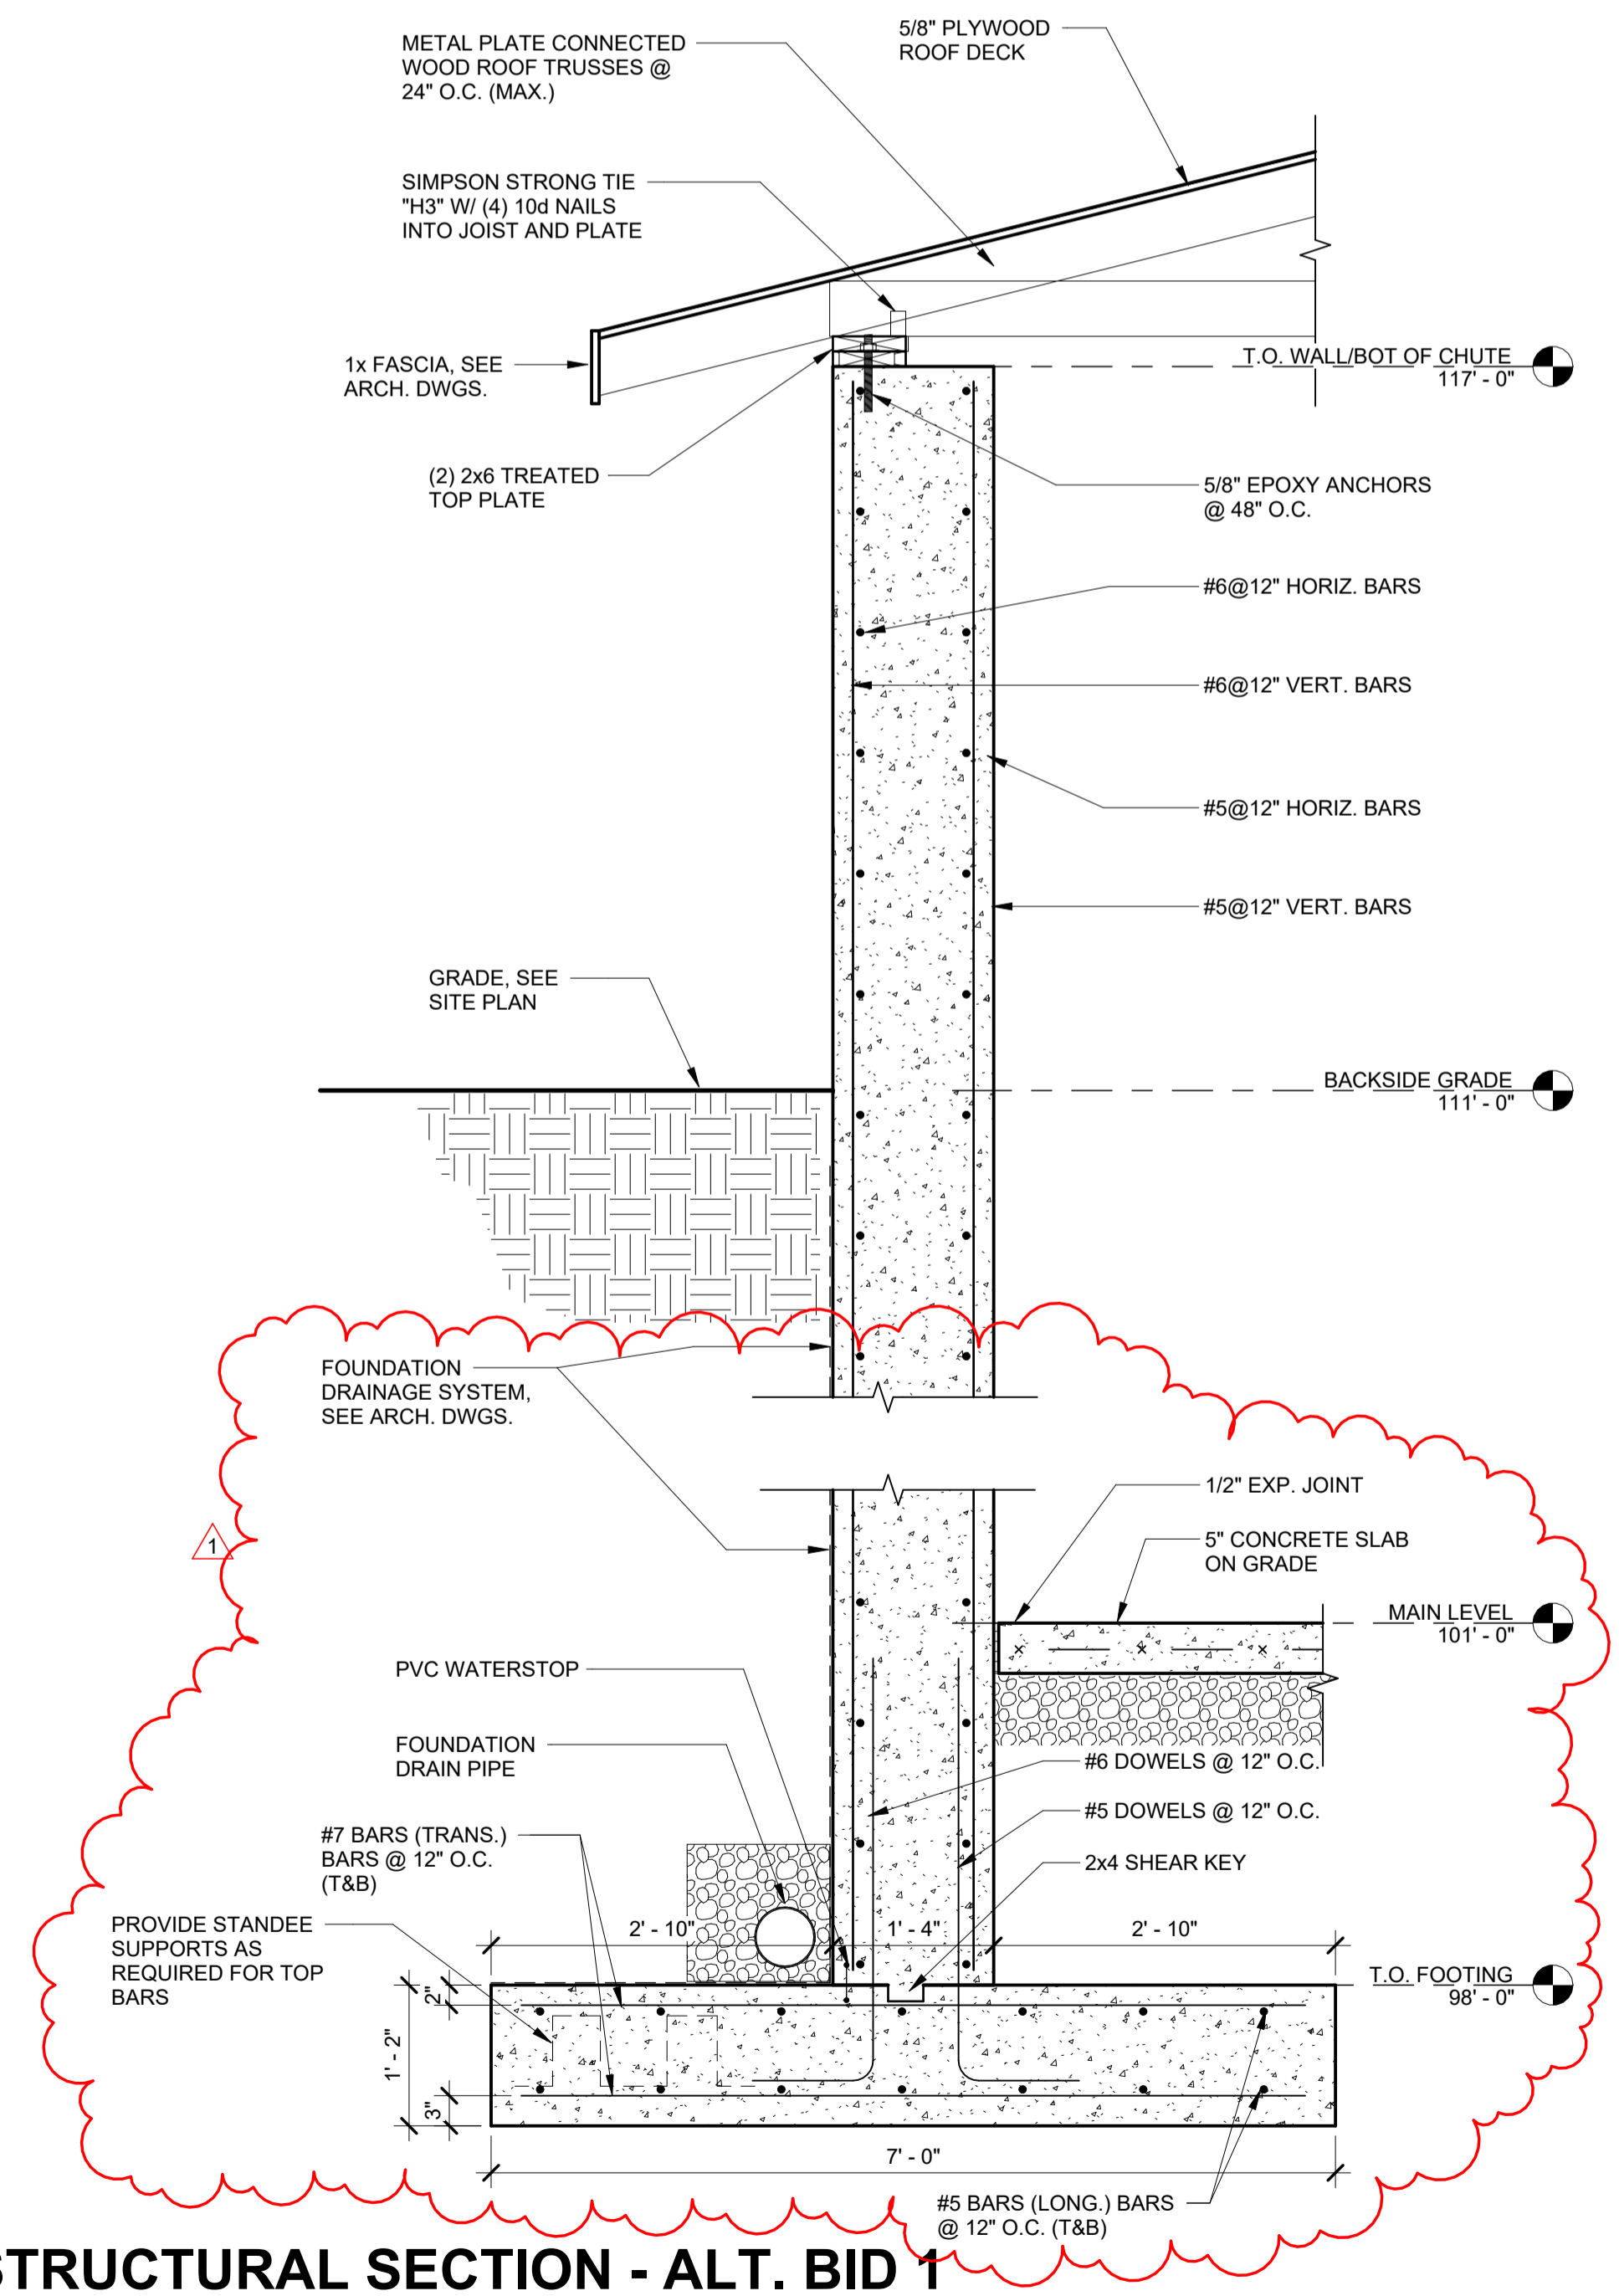 5/8" PLYWOOD
ROOF DECK
METAL PLATE CONNECTED
WOOD ROOF TRUSSES @
24" O.C. (MAX.)
SIMPSON STRONG TIE
"H3" W/ (4) 10d NAILS
INTO JOIST AND PLATE
1x FASCIA, SEE
ARCH. DWGS.
T.O. WALL/BOT OF CHUTE
117' - 0"
(2) 2x6 TREATED
TOP PLATE
5/8" EPOXY ANCHORS
@ 48" O.C.
#6@12" HORIZ. BARS
#6@12" VERT. BARS
#5@12" HORIZ. BARS
#5@12" VERT. BARS
GRADE, SEE
SITE PLAN
BACKSIDE GRADE
111' - 0"
FOUNDATION
DRAINAGE SYSTEM,
SEE ARCH. DWGS.
1/2" EXP. JOINT
1
5" CONCRETE SLAB
ON GRADE
MAIN LEVEL
101' - 0"
PVC WATERSTOP
FOUNDATION
DRAIN PIPE
#6 DOWELS @ 12" O.C.
#5 DOWELS @ 12" O.C.
#7 BARS (TRANS.)
BARS @ 12" O.C.
(T&B)
2x4 SHEAR KEY
PROVIDE STANDEE
SUPPORTS AS
REQUIRED FOR TOP
BARS
2' - 10"
1' - 4"
2' - 10"
T.O. FOOTING
98' - 0"
2"
1' - 2"
3"
7' - 0"
#5 BARS (LONG.) BARS
@ 12" O.C. (T&B)
STRUCTURAL SECTION - ALT. BID 1